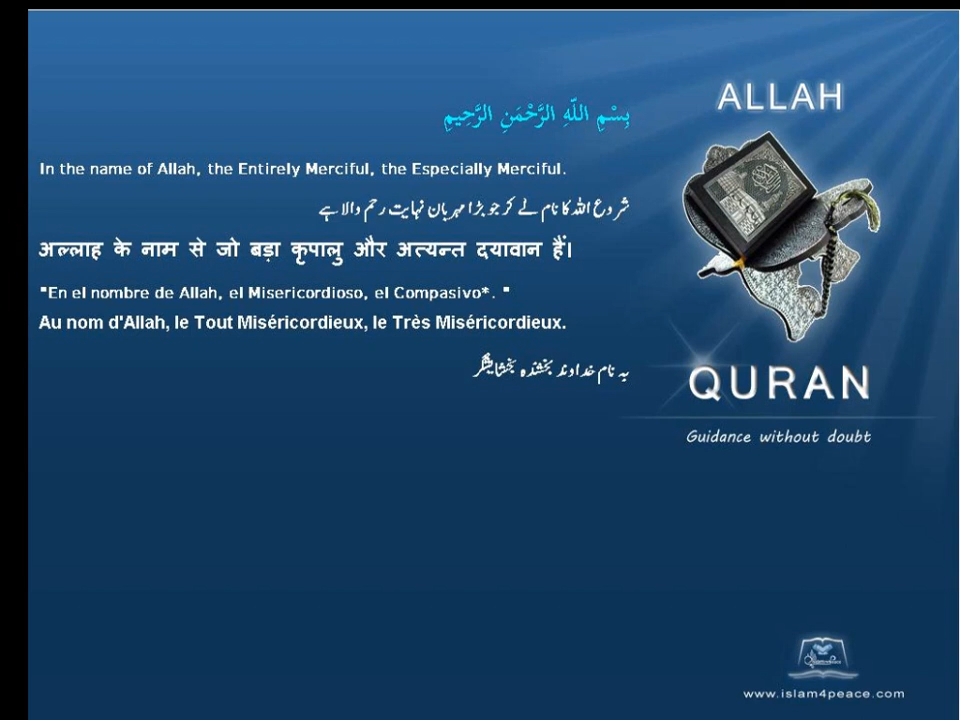 بِسْمِ اللَّهِ الرَّحْمَنِ الرَّحِيمِ
In the name of Allah, the Entirely Merciful, the Especially Merciful.
شروع الله کا نام لے کر جو بڑا مہربان نہایت رحم والا ہے
अल्लाह के नाम से जो बड़ा कृपालु और अत्यन्त दयावान हैं।
"En el nombre de Allah, el Misericordioso, el Compasivo*. "
Au nom d'Allah, le Tout Miséricordieux, le Très Miséricordieux.
به نام خداوند بخشنده بخشایشگر
ALLAH
QURAN
Guidance without doubt
www.islam4peace.com